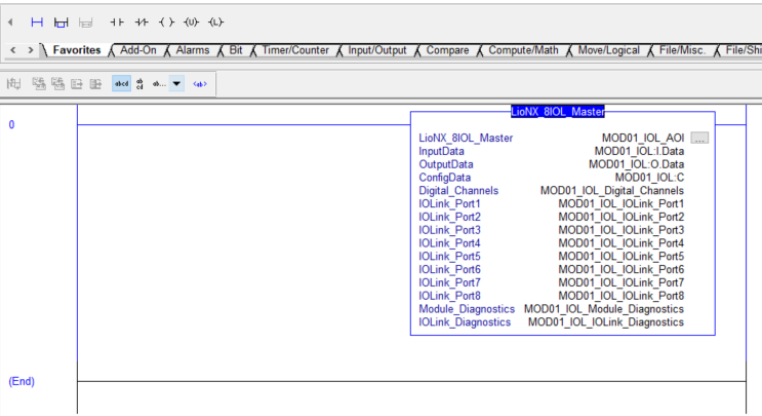 Favorites Add-On Alarms Bit Timer/Counter Input/Output Compare Compute/Math Move/Logical File/Misc. File/Shi
0
LioNX_8IOL_Master
LioNX_8IOL_Master MOD01_IOL_AOI ...
InputData MOD01_IOL:I.Data
OutputData MOD01_IOL:O.Data
ConfigData MOD01_IOL:C
Digital_Channels MOD01_IOL_Digital_Channels
IOLink_Port1 MOD01_IOL_IOLink_Port1
IOLink_Port2 MOD01_IOL_IOLink_Port2
IOLink_Port3 MOD01_IOL_IOLink_Port3
IOLink_Port4 MOD01_IOL_IOLink_Port4
IOLink_Port5 MOD01_IOL_IOLink_Port5
IOLink_Port6 MOD01_IOL_IOLink_Port6
IOLink_Port7 MOD01_IOL_IOLink_Port7
IOLink_Port8 MOD01_IOL_IOLink_Port8
Module_Diagnostics MOD01_IOL_Module_Diagnostics
IOLink_Diagnostics MOD01_IOL_IOLink_Diagnostics
(End)